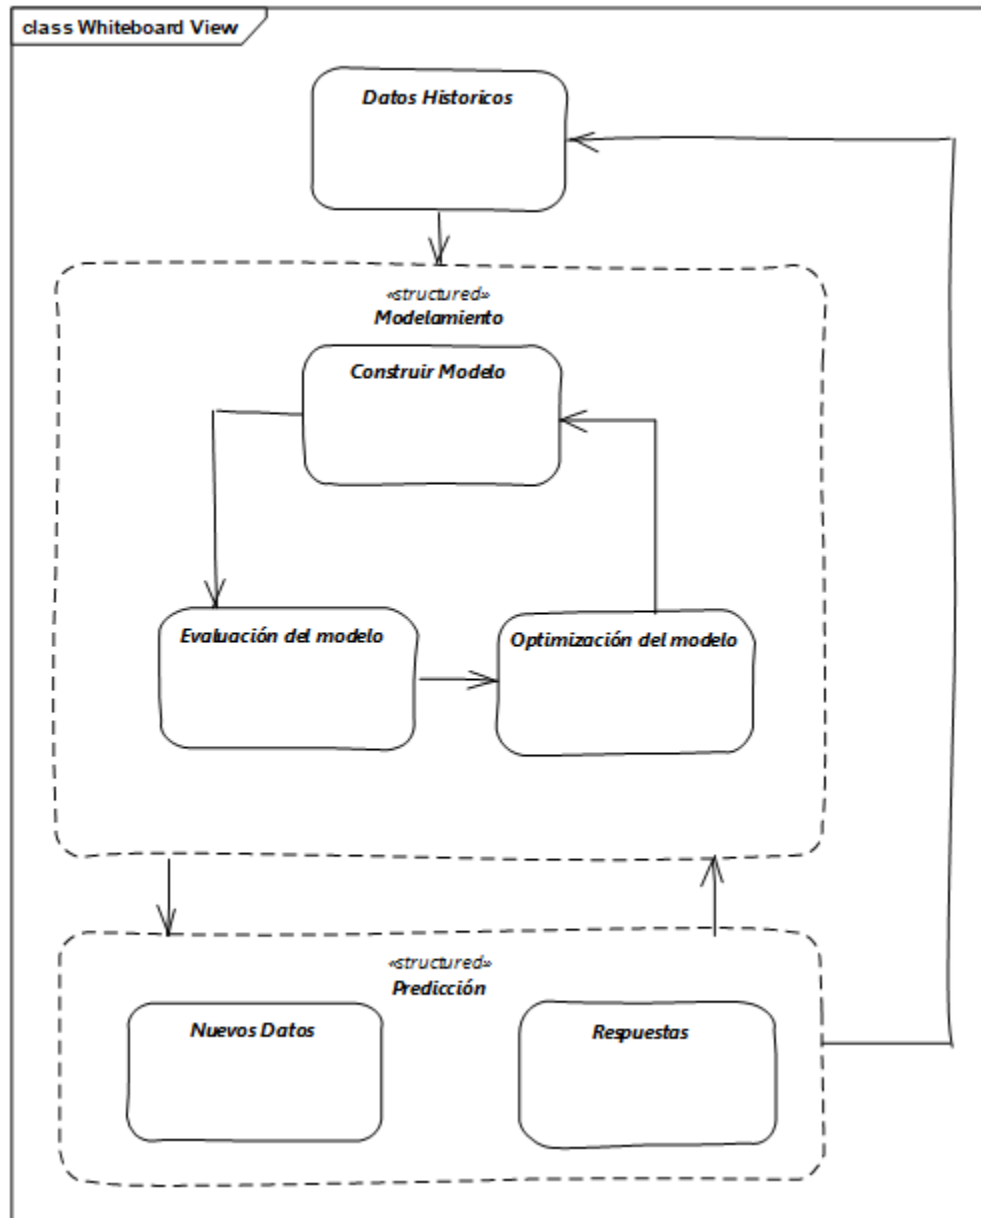 class Whiteboard View
Datos Historicos
«structured»
Modelamiento
Construir Modelo
Evaluación del modelo
Optimización del modelo
«structured»
Predicción
Nuevos Datos
Respuestas